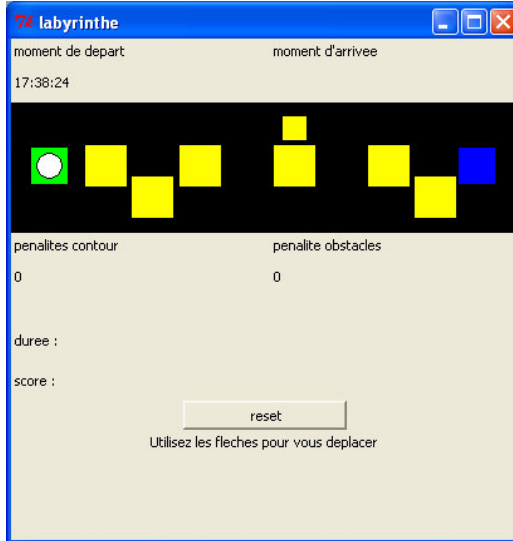 labyrinthe
moment de depart moment d'arrivee
17:38:24
penalites contour penalite obstacles
0 0
duree :
score :
reset
Utilisez les fleches pour vous deplacer